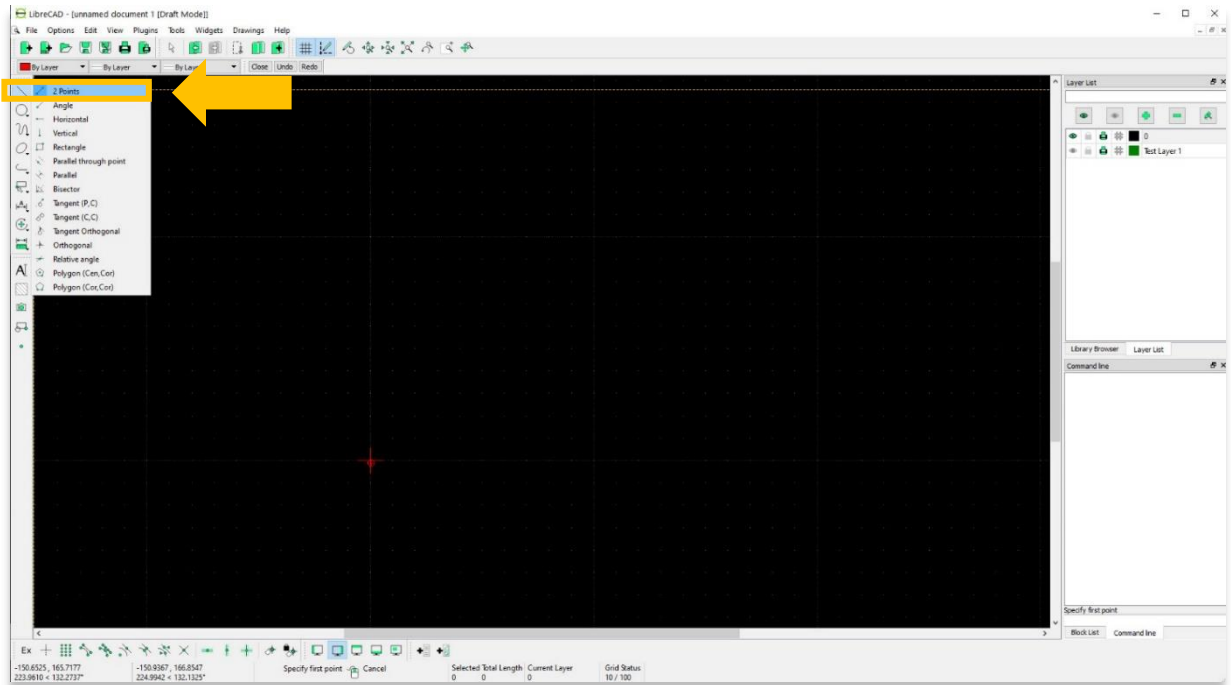 LibreCAD - [unnamed document 1 [Draft Mode]]
File Options Edit View Plugins Tools Widgets Drawings Help
By Layer By Layer By Layer Close Undo Redo
2 Points
Angle
Horizontal
Vertical
Rectangle
Parallel through point
Parallel
Bisector
Tangent (P,C)
Tangent (C,C)
Tangent Orthogonal
Orthogonal
Relative angle
Polygon (Cen,Cor)
Polygon (Cor,Cor)
Layer List
0
Test Layer 1
Library Browser Layer List
Command line
Specify first point
Block List Command line
Ex
-150.6525 , 165.7177 -150.9367 , 166.8547 Specify first point Cancel Selected Total Length Current Layer Grid Status
223.9610 < 132.2737° 224.9942 < 132.1325° 0 0 0 10 / 100